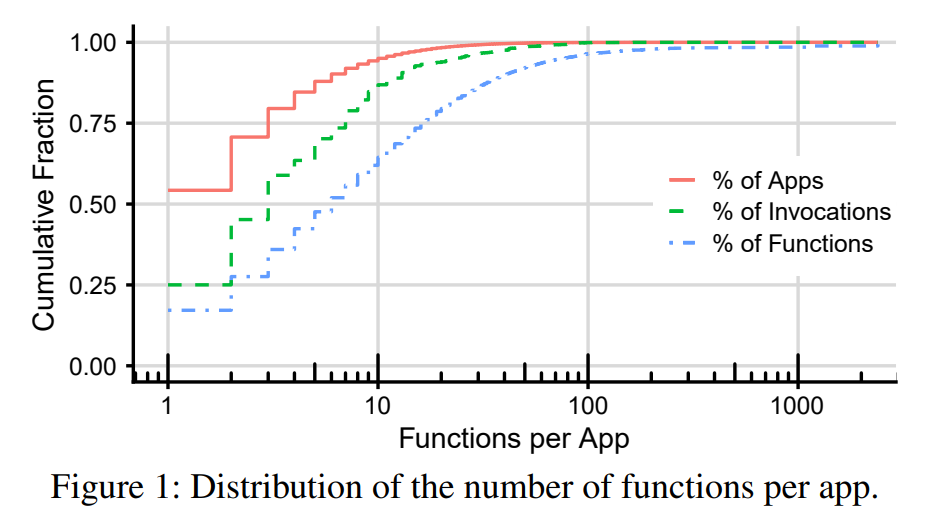 1.00
0.75
0.50
0.25
0.00
Cumulative Fraction
% of Apps
% of Invocations
% of Functions
1 10 100 1000
Functions per App
Figure 1: Distribution of the number of functions per app.